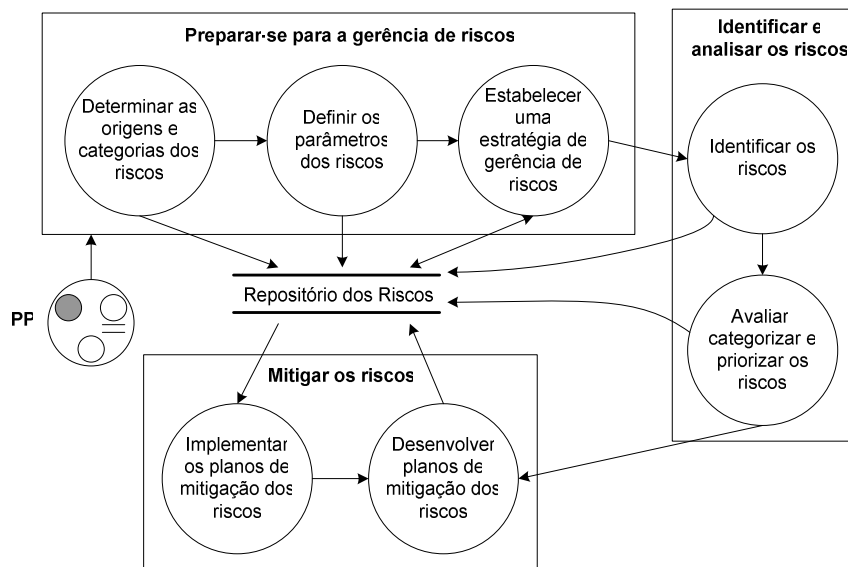 Preparar-se para a gerência de riscos
Determinar as
origens e
categorias dos
riscos
Definir os
parâmetros
dos riscos
Estabelecer
uma
estratégia de
gerência de
riscos
Identificar e
analisar os riscos
Identificar os
riscos
Avaliar
categorizar e
priorizar os
riscos
Repositório dos Riscos
PP
Mitigar os riscos
Implementar
os planos de
mitigação dos
riscos
Desenvolver
planos de
mitigação dos
riscos